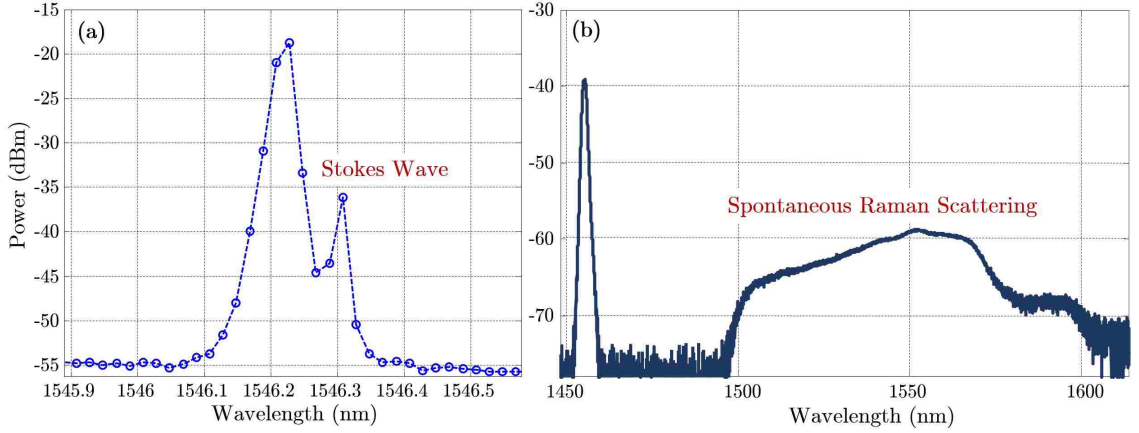 (a)
-15
-20
-25
-30
-35
-40
-45
-50
-55
Power (dBm)
Stokes Wave
1545.9 1546 1546.1 1546.2 1546.3 1546.4 1546.5
Wavelength (nm)
(b)
-30
-40
-50
-60
-70
Spontaneous Raman Scattering
1450 1500 1550 1600
Wavelength (nm)